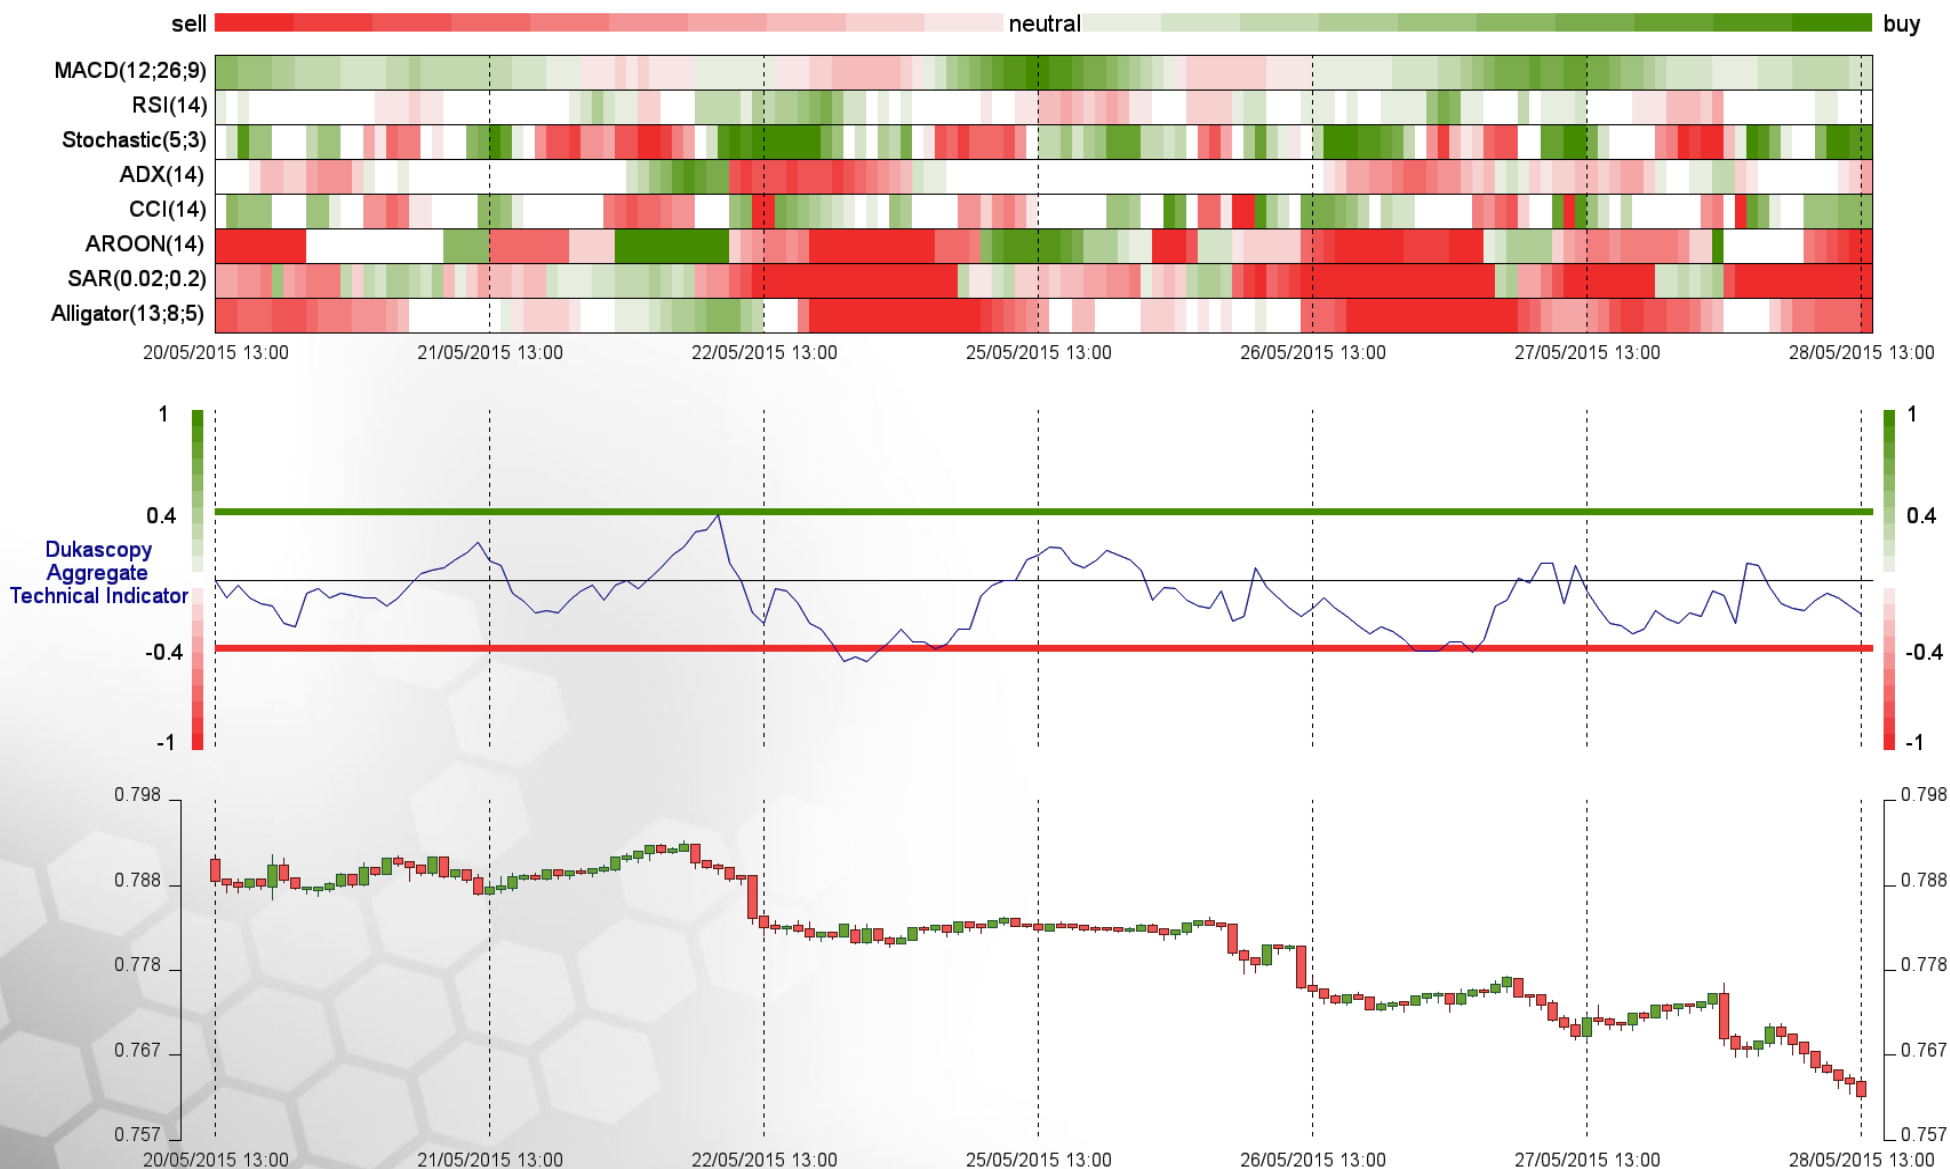 sell neutral buy
MACD(12;26;9)
RSI(14)
Stochastic(5;3)
ADX(14)
CCI(14)
AROON(14)
SAR(0.02;0.2)
Alligator(13;8;5)
20/05/2015 13:00 21/05/2015 13:00 22/05/2015 13:00 25/05/2015 13:00 26/05/2015 13:00 27/05/2015 13:00 28/05/2015 13:00
1 1
0.4 0.4
Dukascopy
Aggregate
Technical Indicator
-0.4 -0.4
-1 -1
0.798 0.798
0.788 0.788
0.778 0.778
0.767 0.767
0.757 0.757
20/05/2015 13:00 21/05/2015 13:00 22/05/2015 13:00 25/05/2015 13:00 26/05/2015 13:00 27/05/2015 13:00 28/05/2015 13:00